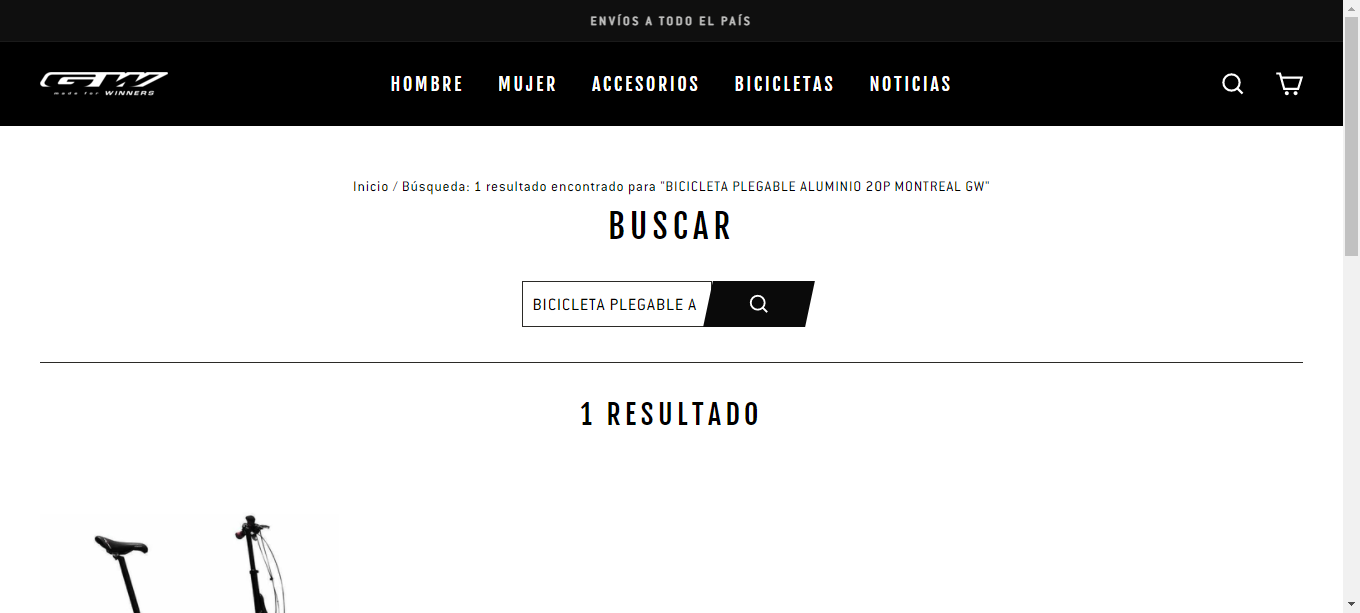 ENVÍOS A TODO EL PAÍS
GW
made for WINNERS
HOMBRE MUJER ACCESORIOS BICICLETAS NOTICIAS
Inicio / Búsqueda: 1 resultado encontrado para "BICICLETA PLEGABLE ALUMINIO 20P MONTREAL GW"
BUSCAR
BICICLETA PLEGABLE A
1 RESULTADO